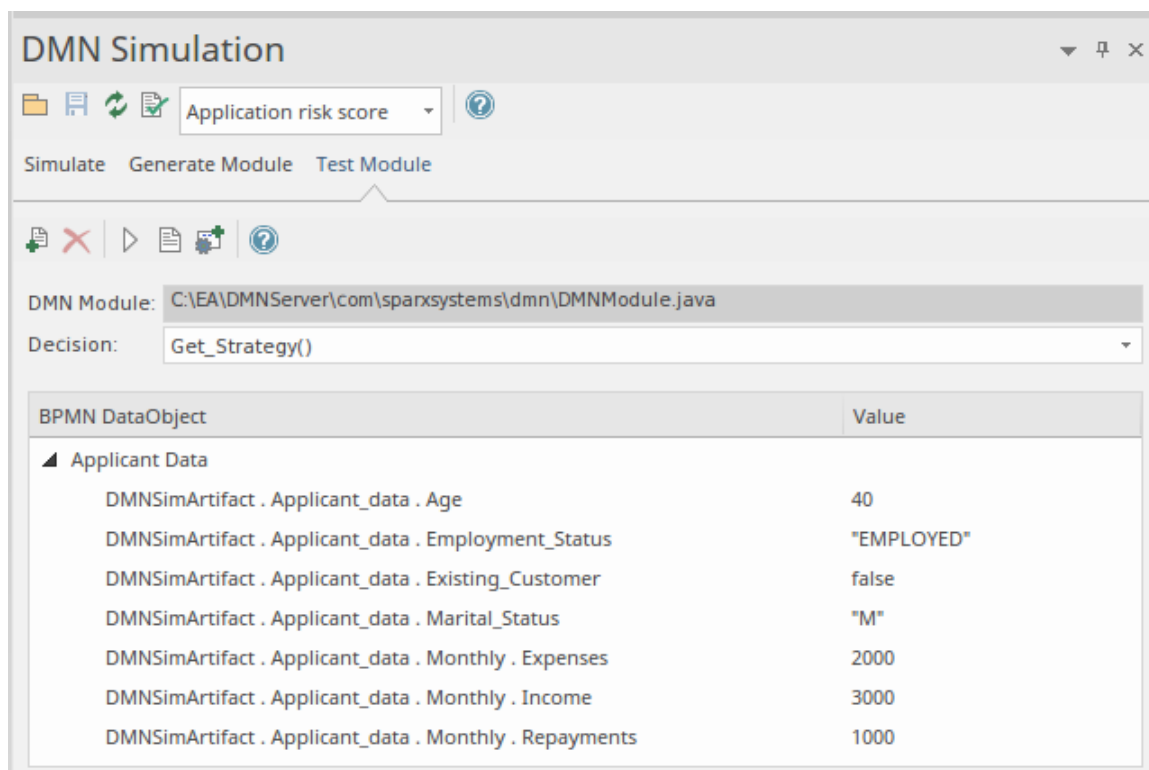 DMN Simulation
Application risk score
Simulate Generate Module Test Module
DMN Module: C:\EA\DMNServer\com\sparxsystems\dmn\DMNModule.java
Decision: Get_Strategy()
BPMN DataObject Value
Applicant Data
DMNSimArtifact . Applicant_data . Age 40
DMNSimArtifact . Applicant_data . Employment_Status "EMPLOYED"
DMNSimArtifact . Applicant_data . Existing_Customer false
DMNSimArtifact . Applicant_data . Marital_Status "M"
DMNSimArtifact . Applicant_data . Monthly . Expenses 2000
DMNSimArtifact . Applicant_data . Monthly . Income 3000
DMNSimArtifact . Applicant_data . Monthly . Repayments 1000